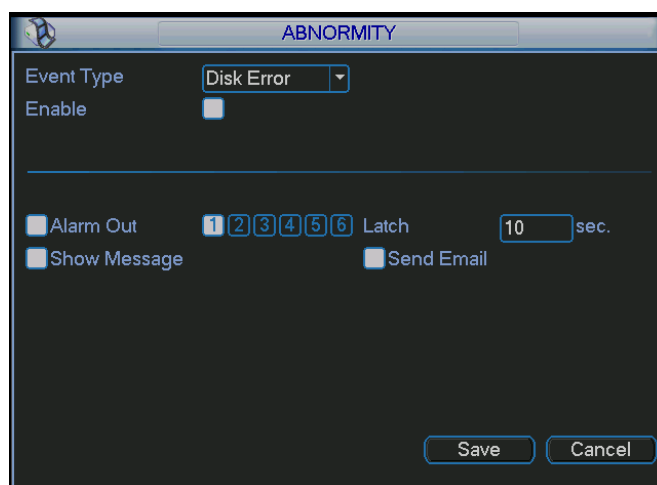 ABNORMITY
Event Type Disk Error
Enable
Alarm Out 1 2 3 4 5 6 Latch 10 sec.
Show Message Send Email
Save Cancel